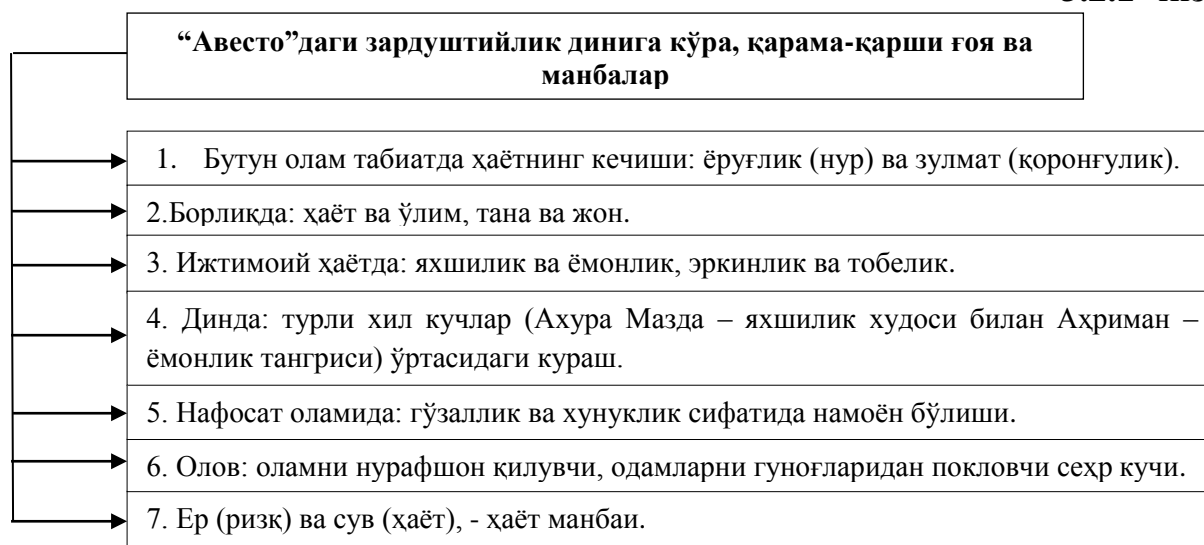 “Авесто”даги зардуштийлик динига кўра, қарама-қарши ғоя ва
манбалар
1. Бутун олам табиатда ҳаётнинг кечиши: ёруғлик (нур) ва зулмат (қоронғулик).
2.Борлиқда: ҳаёт ва ўлим, тана ва жон.
3. Ижтимоий ҳаётда: яхшилик ва ёмонлик, эркинлик ва тобелик.
4. Динда: турли хил кучлар (Ахура Мазда – яхшилик худоси билан Аҳриман –
ёмонлик тангриси) ўртасидаги кураш.
5. Нафосат оламида: гўзаллик ва хунуклик сифатида намоён бўлиши.
6. Олов: оламни нурафшон қилувчи, одамларни гуноғларидан покловчи сеҳр кучи.
7. Ер (ризқ) ва сув (ҳаёт), - ҳаёт манбаи.